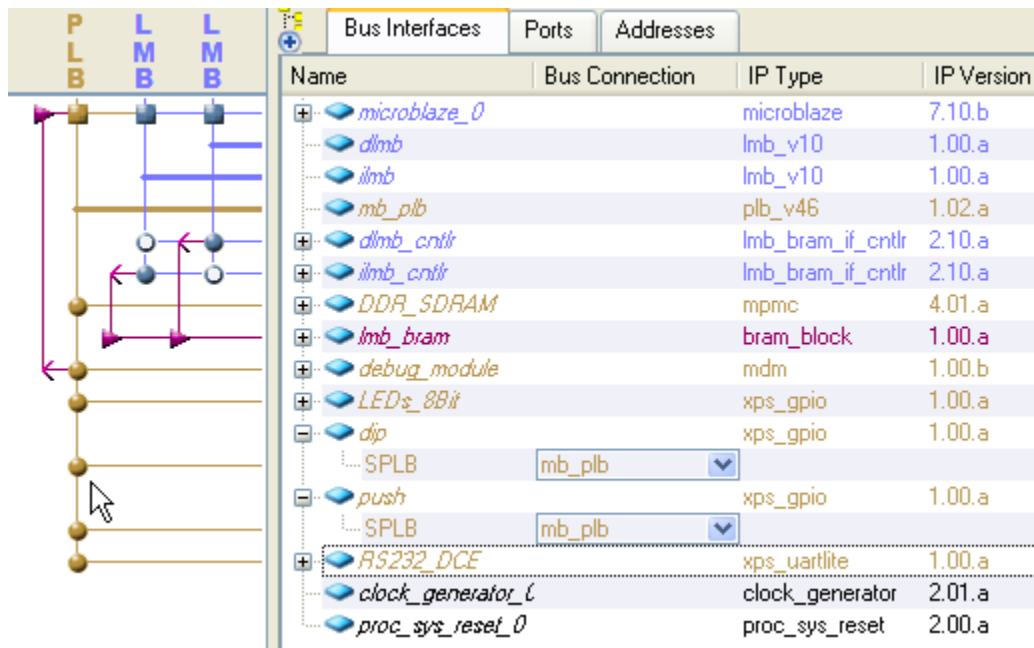 PLB LMB LMB
Bus Interfaces Ports Addresses
Name Bus Connection IP Type IP Version
microblaze_0 microblaze 7.10.b
dlmb lmb_v10 1.00.a
ilmb lmb_v10 1.00.a
mb_plb plb_v46 1.02.a
dlmb_cntlr lmb_bram_if_cntlr 2.10.a
ilmb_cntlr lmb_bram_if_cntlr 2.10.a
DDR_SDRAM mpmc 4.01.a
lmb_bram bram_block 1.00.a
debug_module mdm 1.00.b
LEDs_8Bit xps_gpio 1.00.a
dip xps_gpio 1.00.a
SPLB mb_plb
push xps_gpio 1.00.a
SPLB mb_plb
RS232_DCE xps_uartlite 1.00.a
clock_generator_0 clock_generator 2.01.a
proc_sys_reset_0 proc_sys_reset 2.00.a